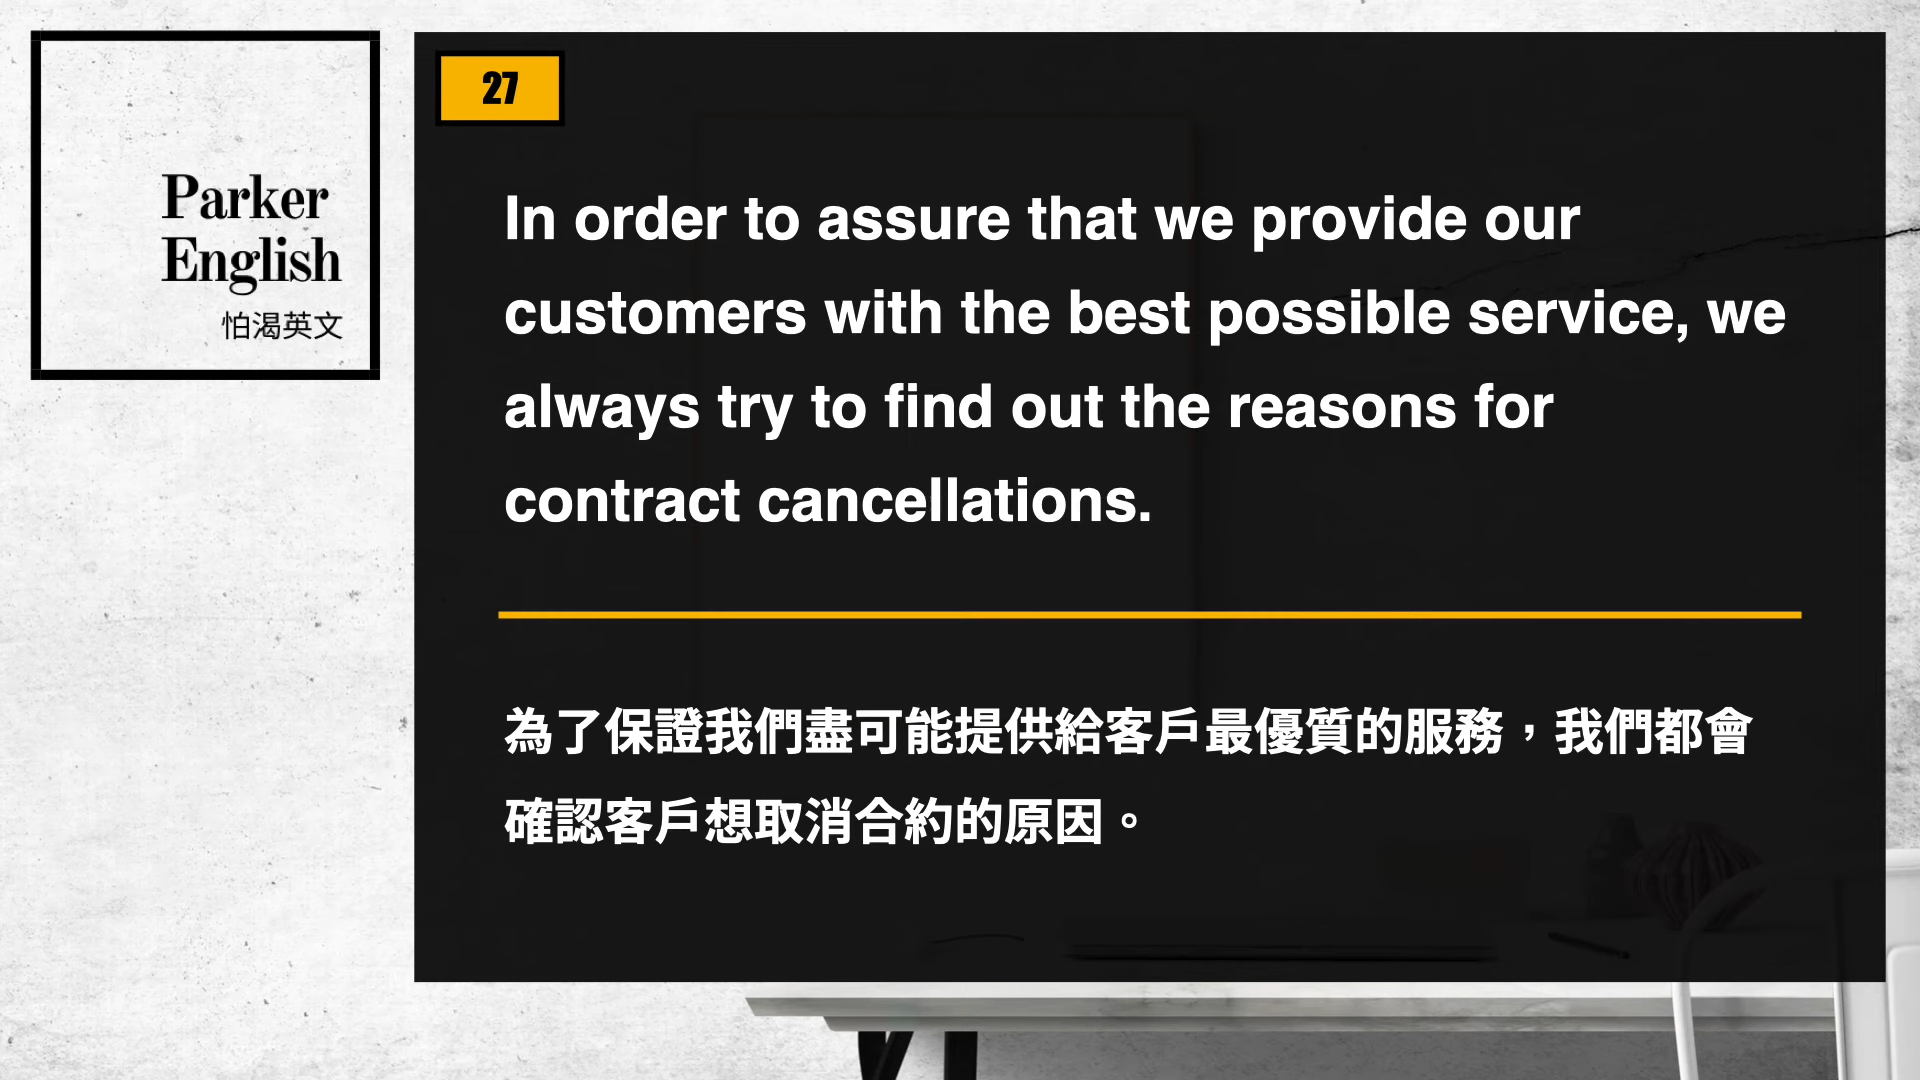 Parker
English
怕渴英文
27
In order to assure that we provide our
customers with the best possible service, we
always try to find out the reasons for
contract cancellations.
為了保證我們盡可能提供給客戶最優質的服務，我們都會
確認客戶想取消合約的原因。